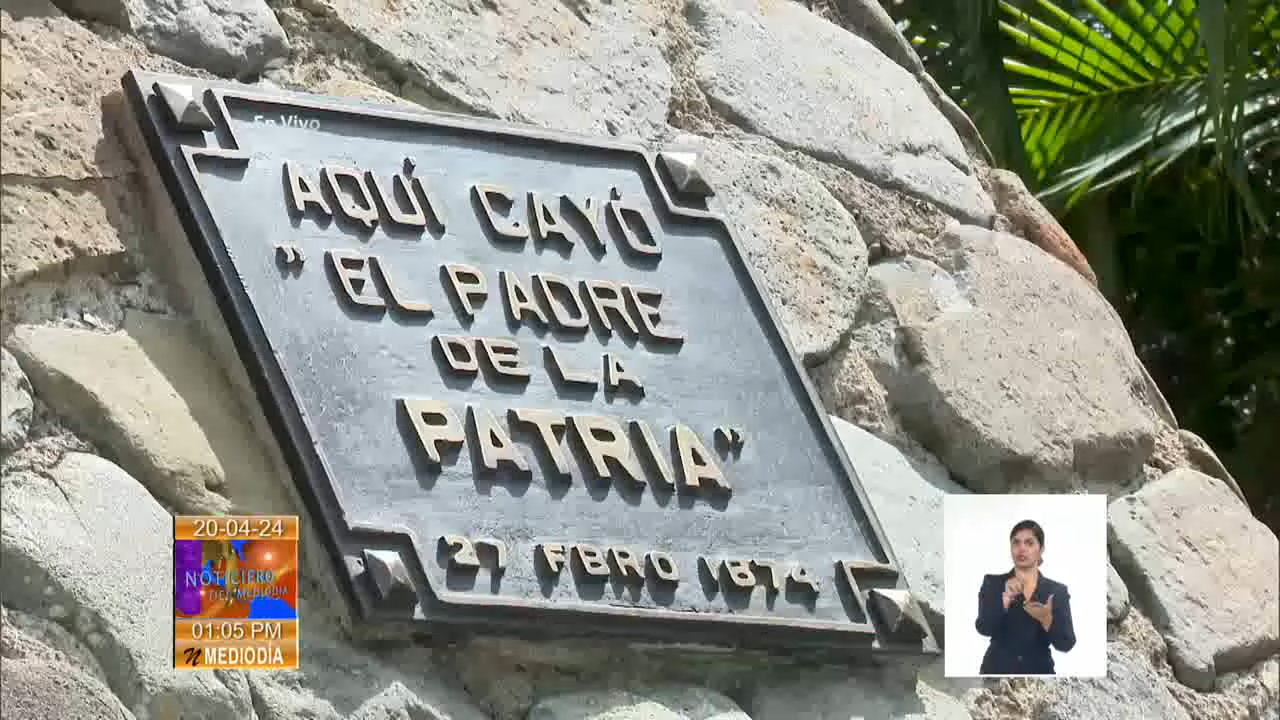 En Vivo
AQUÍ CAYÓ
"EL PADRE
DE LA
PATRIA"
27 FBRO 1874
20-04-24
NOTICIERO
DEL MEDIODÍA
01:05 PM
n MEDIODÍA